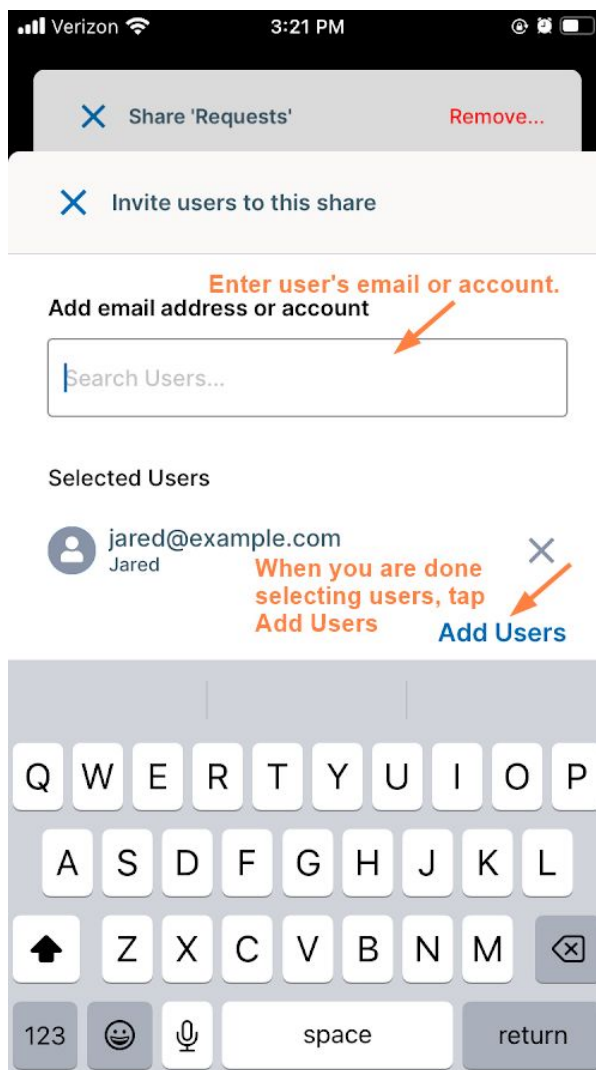 Verizon 3:21 PM
Share 'Requests' Remove...
Invite users to this share
Enter user's email or account.
Add email address or account
Search Users...
Selected Users
jared@example.com
Jared
When you are done
selecting users, tap
Add Users
Add Users
Q W E R T Y U I O P
A S D F G H J K L
Z X C V B N M
123 space return